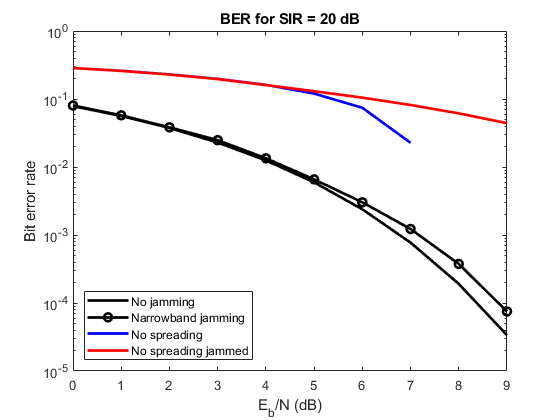 BER for SIR = 20 dB
10^0
10^-1
10^-2
10^-3
10^-4
10^-5
Bit error rate
No jamming
Narrowband jamming
No spreading
No spreading jammed
0 1 2 3 4 5 6 7 8 9
E_b/N (dB)